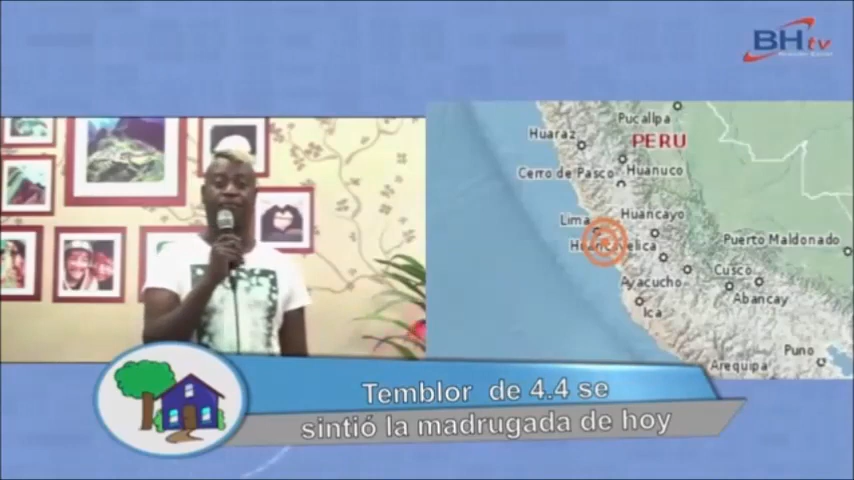 BHtv
Pucallpa
Huaraz
PERU
Cerro de Pasco
Huanuco
Lima
Huancayo
Huancavelica
Puerto Maldonado
Cusco
Ayacucho
Abancay
Ica
Puno
Arequipa
Temblor de 4.4 se
sintió la madrugada de hoy